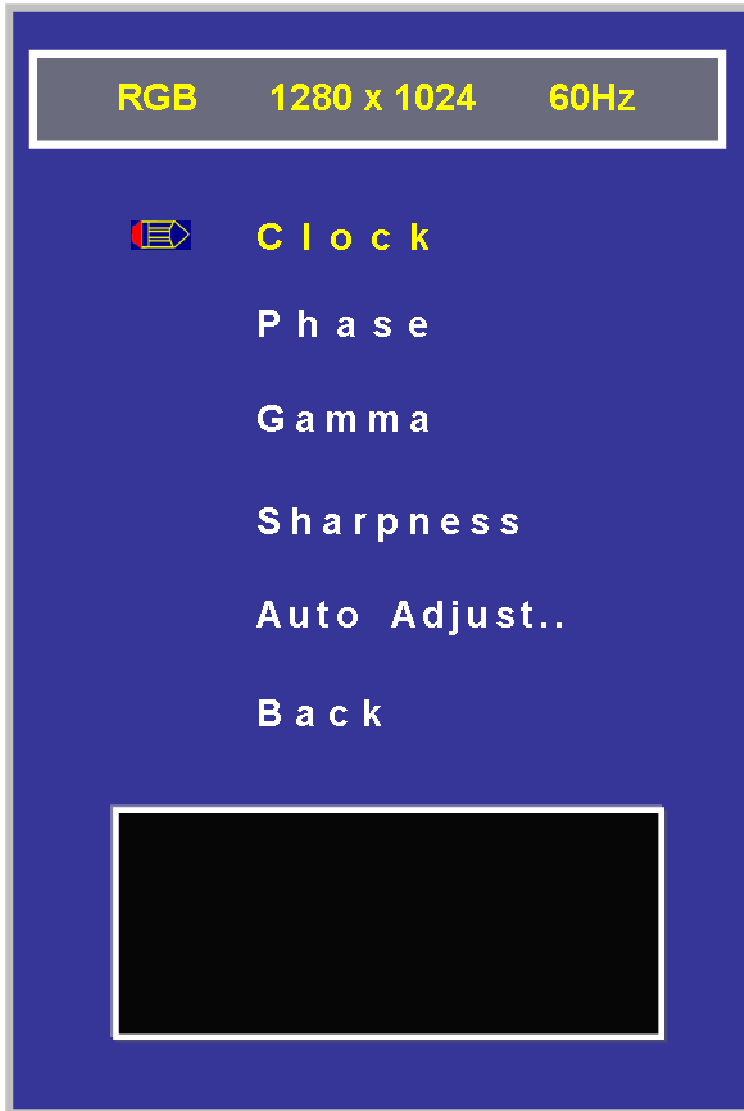 RGB 1280 x 1024 60Hz
Clock
Phase
Gamma
Sharpness
Auto Adjust..
Back